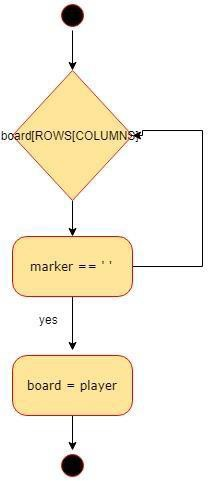 board[ROWS[COLUMNS]
marker == ' '
yes
board = player